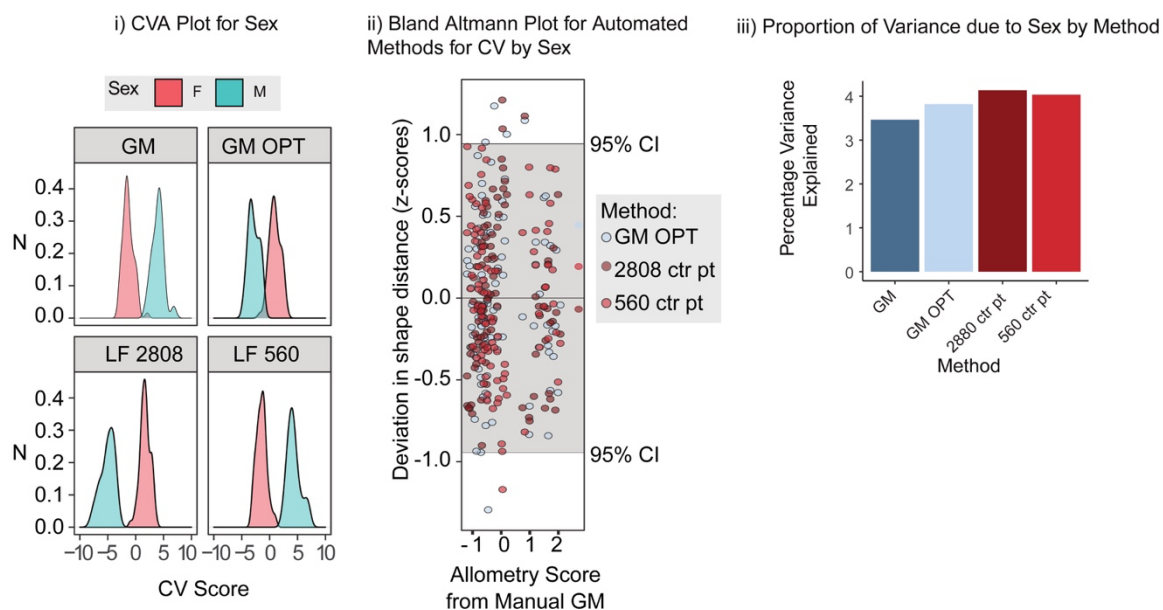 i) CVA Plot for Sex
Sex F M
GM
GM OPT
N
0.4
0.3
0.2
0.1
0.0
LF 2808
LF 560
N
0.4
0.3
0.2
0.1
0.0
−10 −5 0 5 10
−10 −5 0 5 10
CV Score
ii) Bland Altmann Plot for Automated
Methods for CV by Sex
Deviation in shape distance (z-scores)
1.0
0.5
0.0
-0.5
-1.0
95% CI
95% CI
Method:
GM OPT
2808 ctr pt
560 ctr pt
-1 0 1 2
Allometry Score
from Manual GM
iii) Proportion of Variance due to Sex by Method
Percentage Variance
Explained
4
3
2
1
0
GM
GM OPT
2880 ctr pt
560 ctr pt
Method